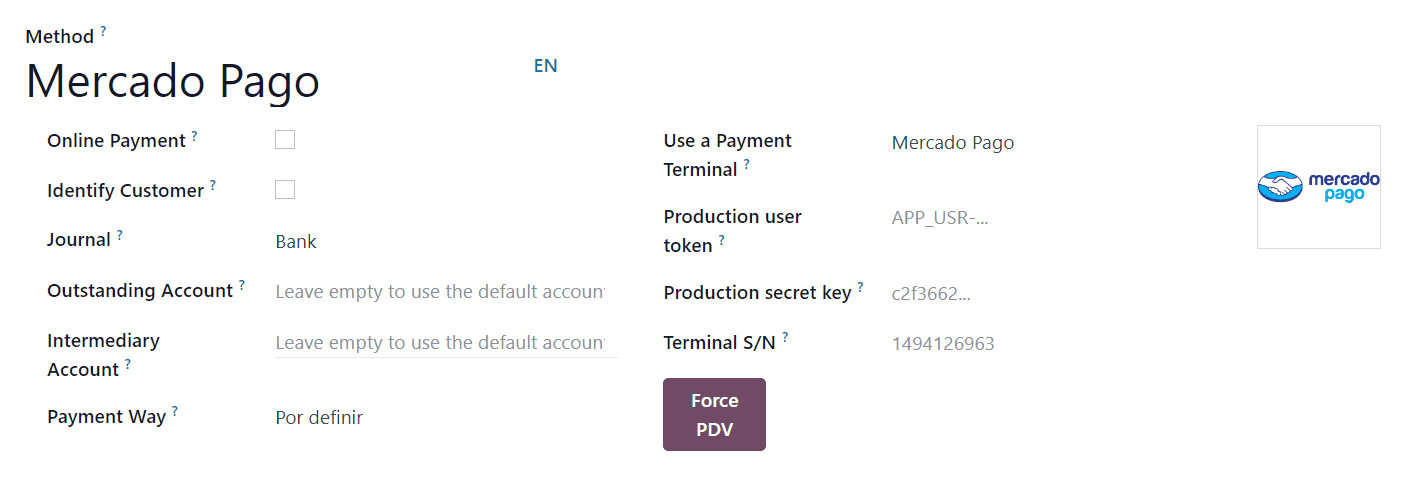 Method ?
Mercado Pago
EN
Online Payment ?
Identify Customer ?
Journal ?
Bank
Outstanding Account ?
Leave empty to use the default accoun
Intermediary
Account ?
Leave empty to use the default accoun
Payment Way ?
Por definir
Use a Payment
Terminal ?
Mercado Pago
Production user
token ?
APP_USR-...
Production secret key ?
c2f3662...
Terminal S/N ?
1494126963
Force
PDV
mercado
pago